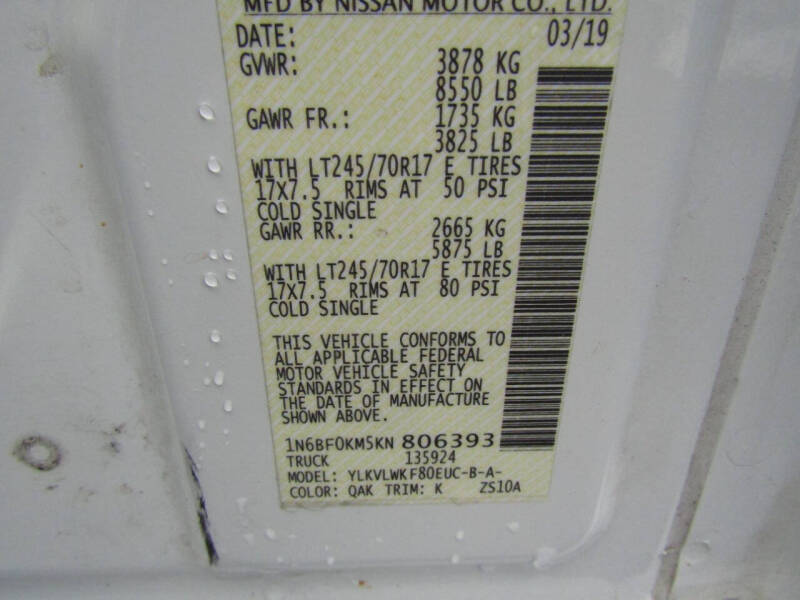 MFD BY NISSAN MOTOR CO., LTD.
DATE: 03/19
GVWR: 3878 KG
8550 LB
GAWR FR.: 1735 KG
3825 LB
WITH LT245/70R17 E TIRES
17X7.5 RIMS AT 50 PSI
COLD SINGLE
GAWR RR.: 2665 KG
5875 LB
WITH LT245/70R17 E TIRES
17X7.5 RIMS AT 80 PSI
COLD SINGLE
THIS VEHICLE CONFORMS TO
ALL APPLICABLE FEDERAL
MOTOR VEHICLE SAFETY
STANDARDS IN EFFECT ON
THE DATE OF MANUFACTURE
SHOWN ABOVE.
1N6BF0KM5KN 806393
TRUCK 135924
MODEL: YLKVLWKF80EUC-B-A-
COLOR: QAK TRIM: K ZS10A